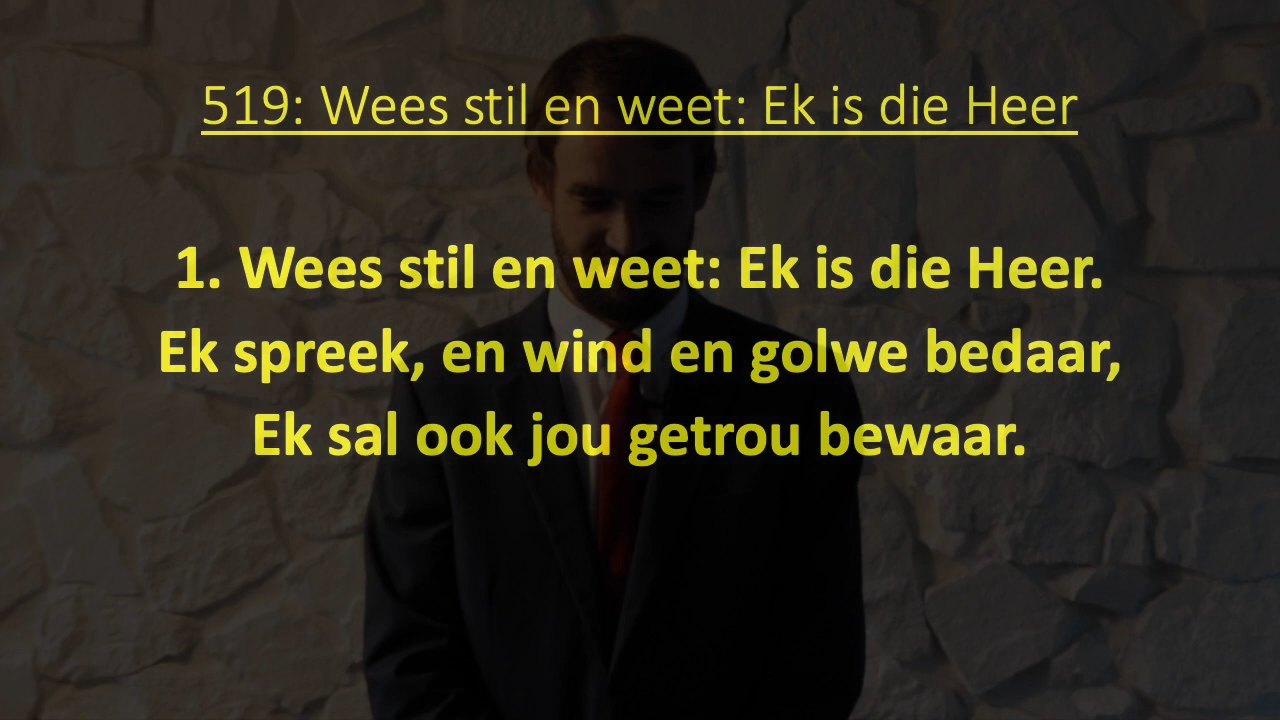 519: Wees stil en weet: Ek is die Heer
1. Wees stil en weet: Ek is die Heer.
Ek spreek, en wind en golwe bedaar,
Ek sal ook jou getrou bewaar.